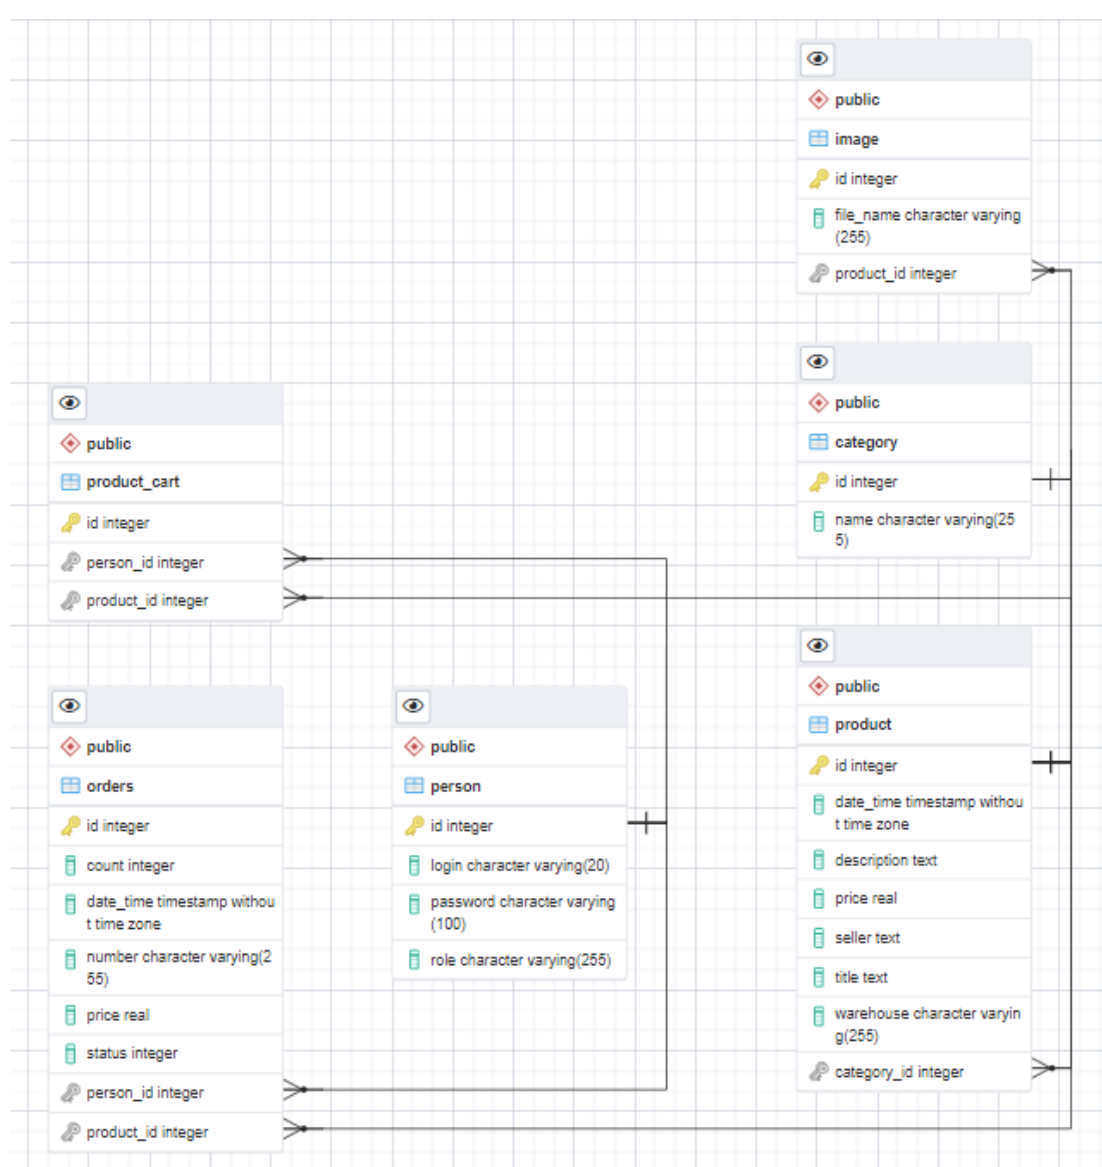 public
image
id integer
file_name character varying
(255)
product_id integer
public
category
id integer
name character varying(25
5)
public
product_cart
id integer
person_id integer
product_id integer
public
orders
id integer
count integer
date_time timestamp withou
t time zone
number character varying(2
55)
price real
status integer
person_id integer
product_id integer
public
person
id integer
login character varying(20)
password character varying
(100)
role character varying(255)
public
product
id integer
date_time timestamp withou
t time zone
description text
price real
seller text
title text
warehouse character varyin
g(255)
category_id integer